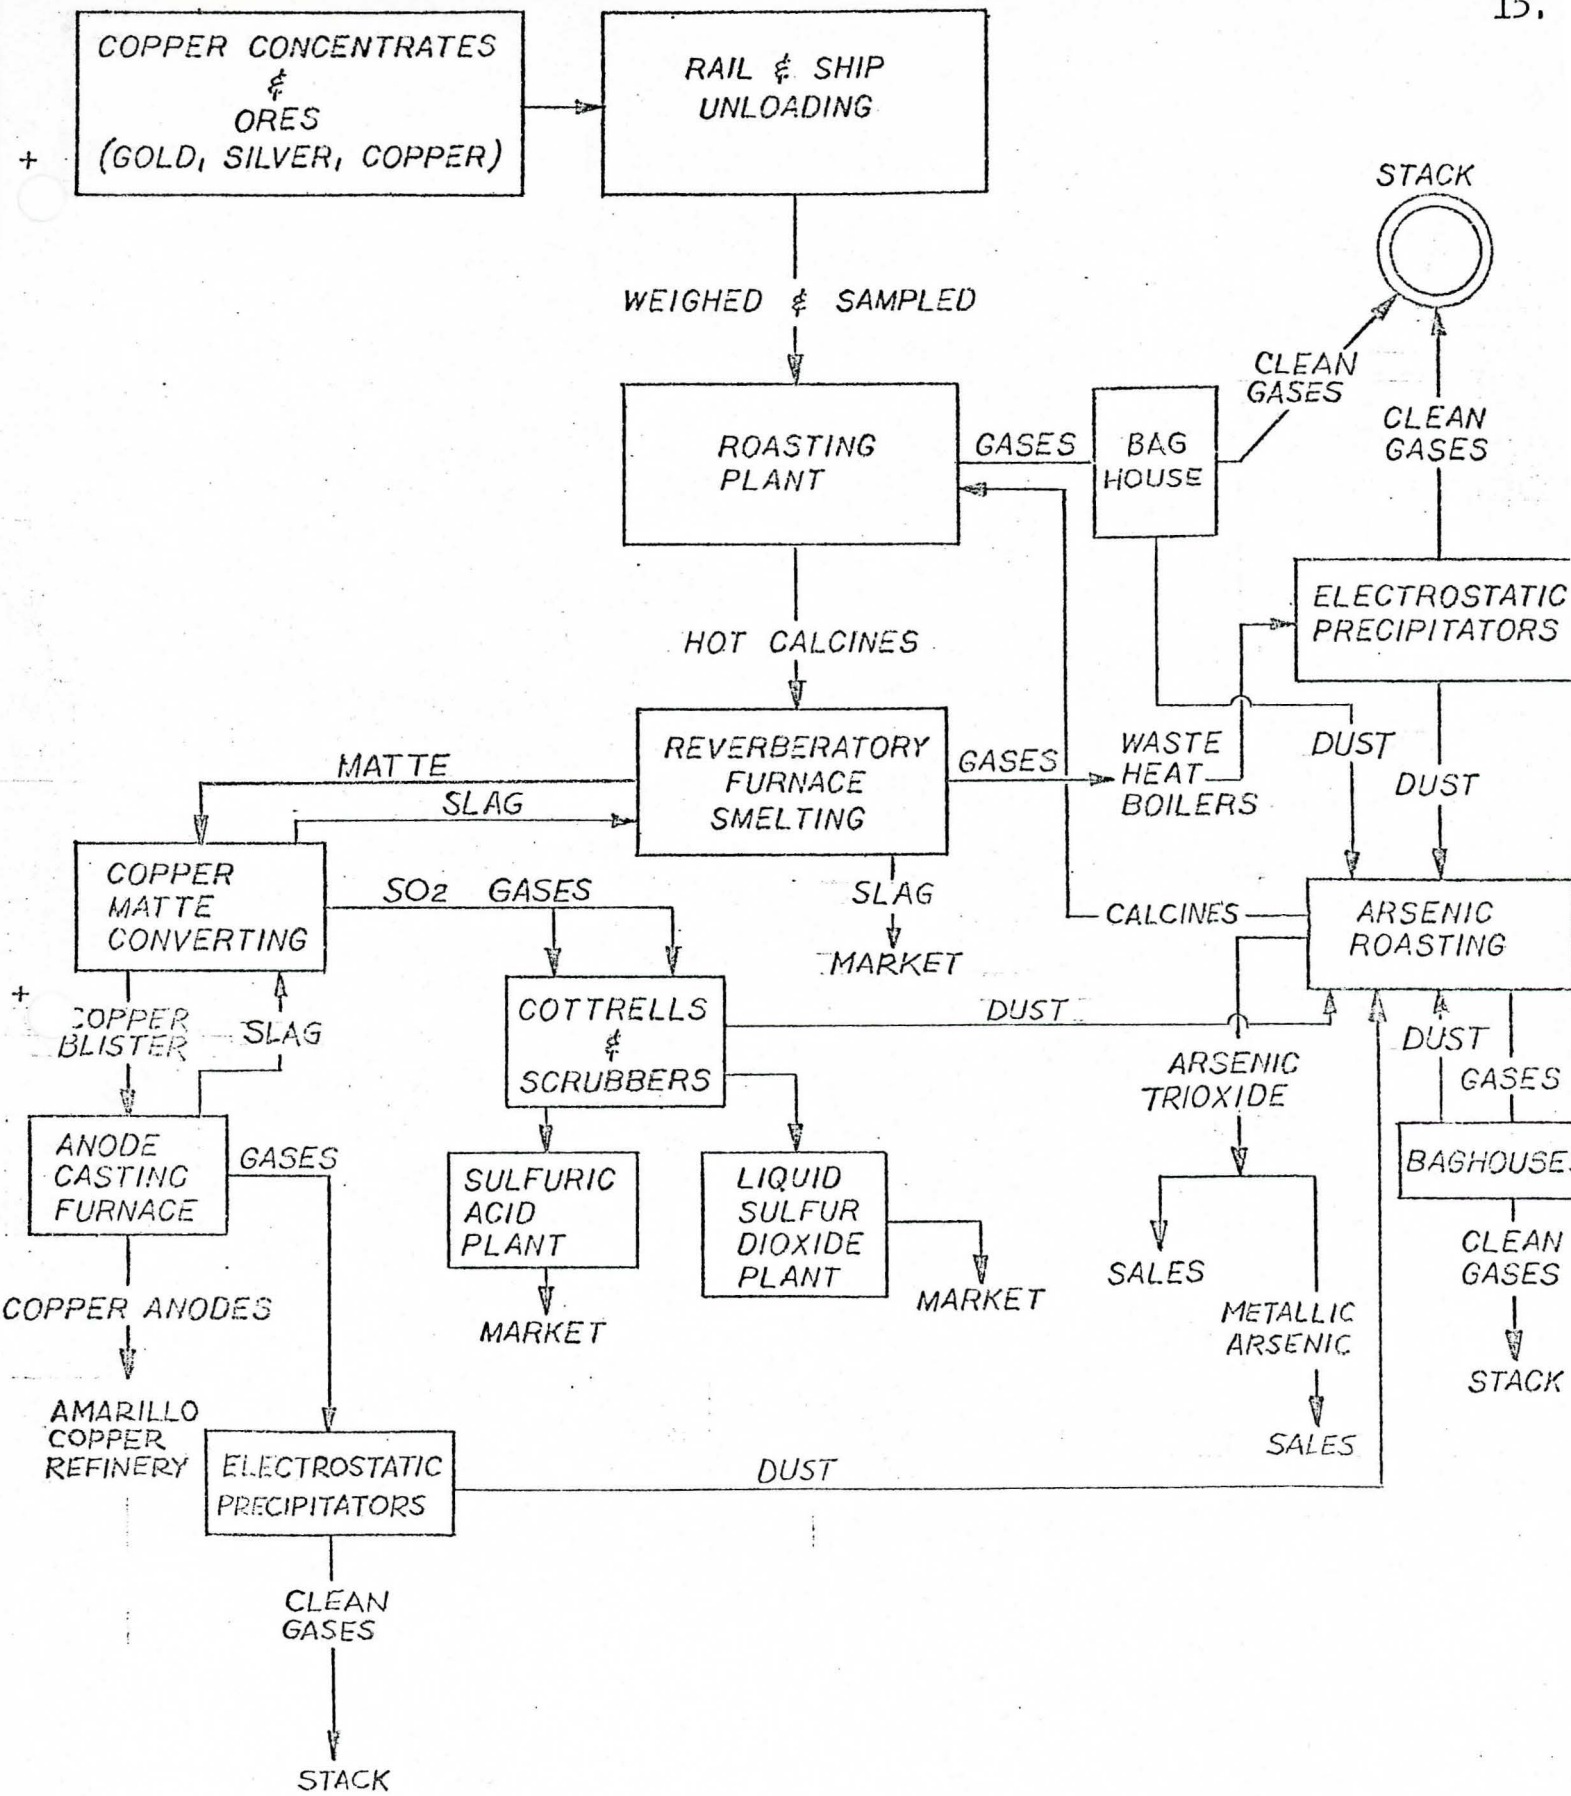 15.
COPPER CONCENTRATES
&
ORES
(GOLD, SILVER, COPPER)
RAIL & SHIP
UNLOADING
STACK
WEIGHED & SAMPLED
CLEAN
GASES
CLEAN
GASES
ROASTING
PLANT
GASES
BAG
HOUSE
ELECTROSTATIC
PRECIPITATORS
HOT CALCINES
REVERBERATORY
FURNACE
SMELTING
MATTE
SLAG
GASES
WASTE
HEAT
BOILERS
DUST
DUST
COPPER
MATTE
CONVERTING
SO2 GASES
SLAG
MARKET
CALCINES
ARSENIC
ROASTING
COPPER
BLISTER
SLAG
COTTRELLS
&
SCRUBBERS
DUST
ARSENIC
TRIOXIDE
DUST
GASES
ANODE
CASTING
FURNACE
GASES
SULFURIC
ACID
PLANT
LIQUID
SULFUR
DIOXIDE
PLANT
BAGHOUSES
CLEAN
GASES
COPPER ANODES
MARKET
MARKET
SALES
METALLIC
ARSENIC
STACK
AMARILLO
COPPER
REFINERY
ELECTROSTATIC
PRECIPITATORS
DUST
SALES
CLEAN
GASES
STACK